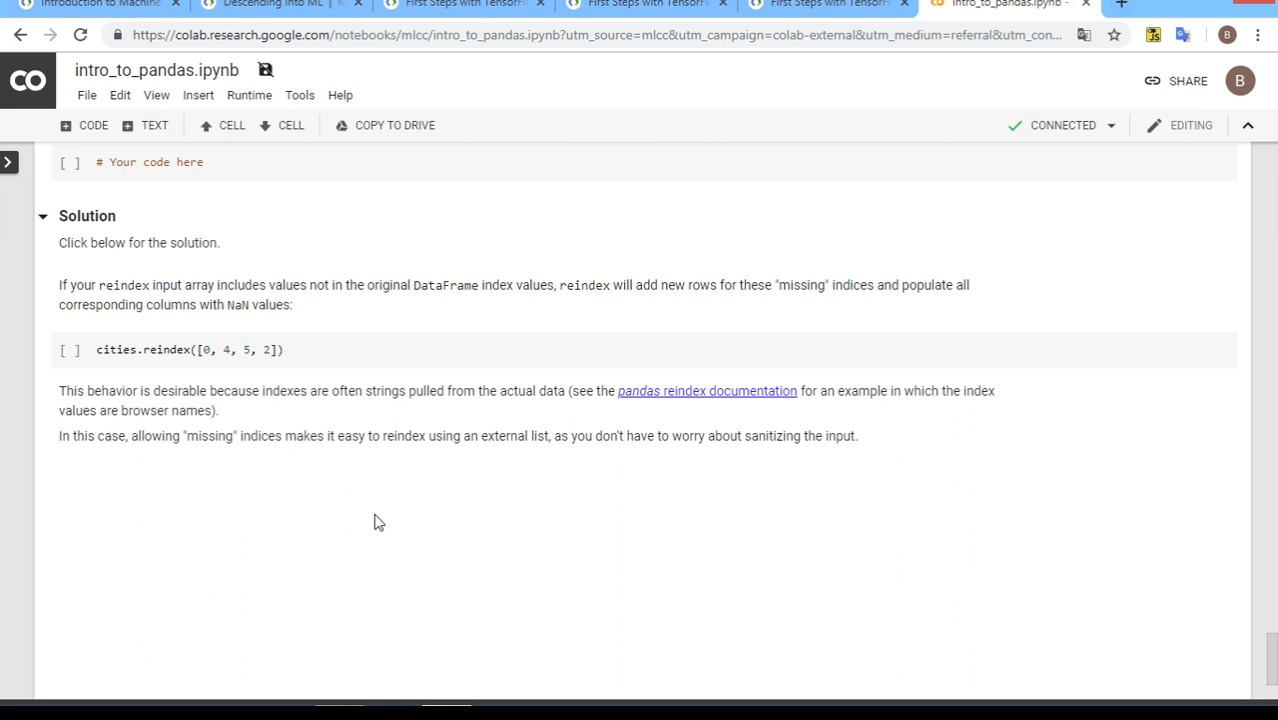 Introduction to Machine
Descending into ML | M
First Steps with TensorFl
First Steps with TensorFl
First Steps with TensorFl
intro_to_pandas.ipynb -
https://colab.research.google.com/notebooks/mlcc/intro_to_pandas.ipynb?utm_source=mlcc&utm_campaign=colab-external&utm_medium=referral&utm_con...
JS
B
CO
intro_to_pandas.ipynb
SHARE
B
File Edit View Insert Runtime Tools Help
CODE TEXT CELL CELL COPY TO DRIVE CONNECTED EDITING
[ ] # Your code here
Solution
Click below for the solution.
If your reindex input array includes values not in the original DataFrame index values, reindex will add new rows for these "missing" indices and populate all
corresponding columns with NaN values:
[ ] cities.reindex([0, 4, 5, 2])
This behavior is desirable because indexes are often strings pulled from the actual data (see the pandas reindex documentation for an example in which the index
values are browser names).
In this case, allowing "missing" indices makes it easy to reindex using an external list, as you don't have to worry about sanitizing the input.